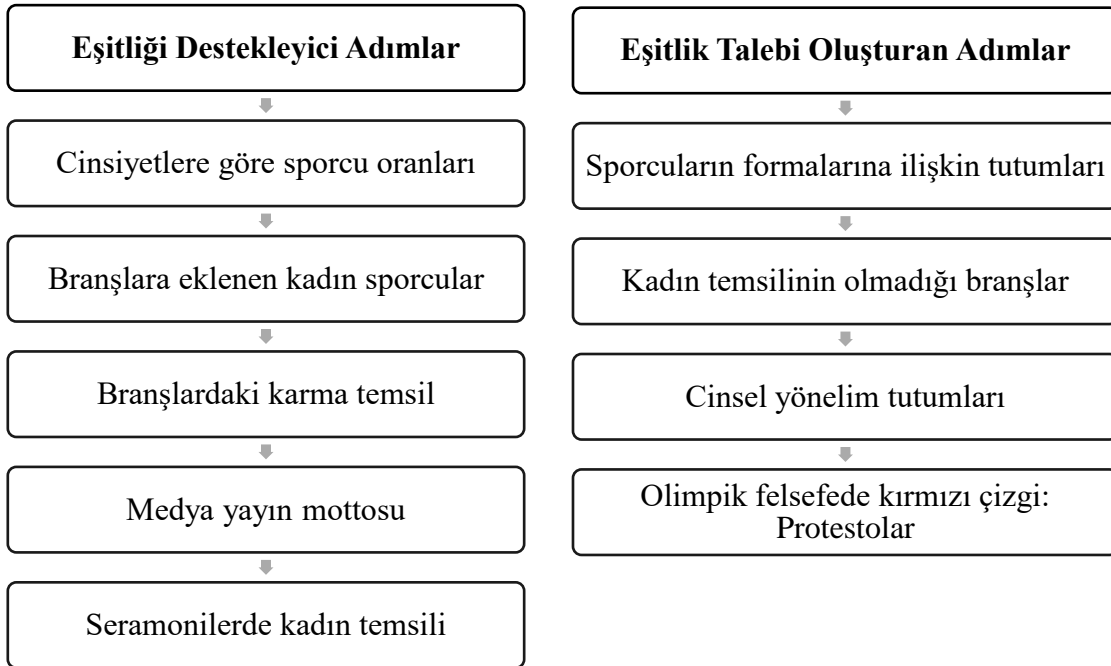 Eşitliği Destekleyici Adımlar
Cinsiyetlere göre sporcu oranları
Branşlara eklenen kadın sporcular
Branşlardaki karma temsil
Medya yayın mottosu
Seramonilerde kadın temsili
Eşitlik Talebi Oluşturan Adımlar
Sporcuların formalarına ilişkin tutumları
Kadın temsilinin olmadığı branşlar
Cinsel yönelim tutumları
Olimpik felsefede kırmızı çizgi:
Protestolar